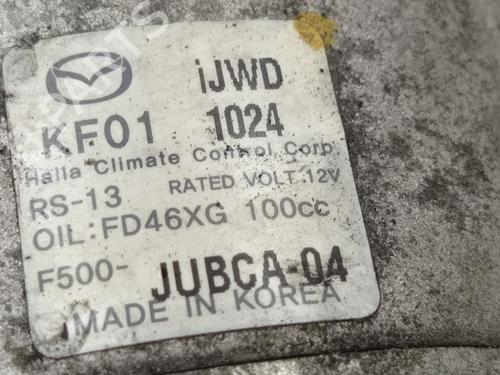 iJWD
KF01 1024
Halla Climate Control Corp
RS-13 RATED VOLT:12V
OIL:FD46XG 100cc
F500- JUBCA-04
MADE IN KOREA